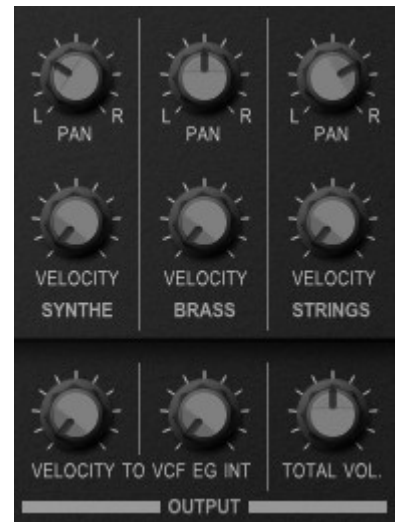 L R L R L R
PAN PAN PAN
VELOCITY VELOCITY VELOCITY
SYNTHE BRASS STRINGS
VELOCITY TO VCF EG INT TOTAL VOL.
OUTPUT